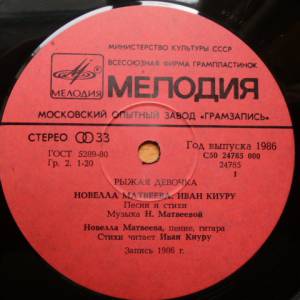 МИНИСТЕРСТВО КУЛЬТУРЫ СССР
ВСЕСОЮЗНАЯ ФИРМА ГРАМПЛАСТИНОК
МЕЛОДИЯ
МЕЛОДИЯ
МОСКОВСКИЙ ОПЫТНЫЙ ЗАВОД «ГРАМЗАПИСЬ»
СТЕРЕО 33
Год выпуска 1986
ГОСТ 5289-80
С50 24785 000
Гр. 2. 1-20
24785
1
РЫЖАЯ ДЕВОЧКА
НОВЕЛЛА МАТВЕЕВА, ИВАН КИУРУ
Песни и стихи
Музыка Н. Матвеевой
Новелла Матвеева, пение, гитара
Стихи читает Иван Киуру
Запись 1986 г.